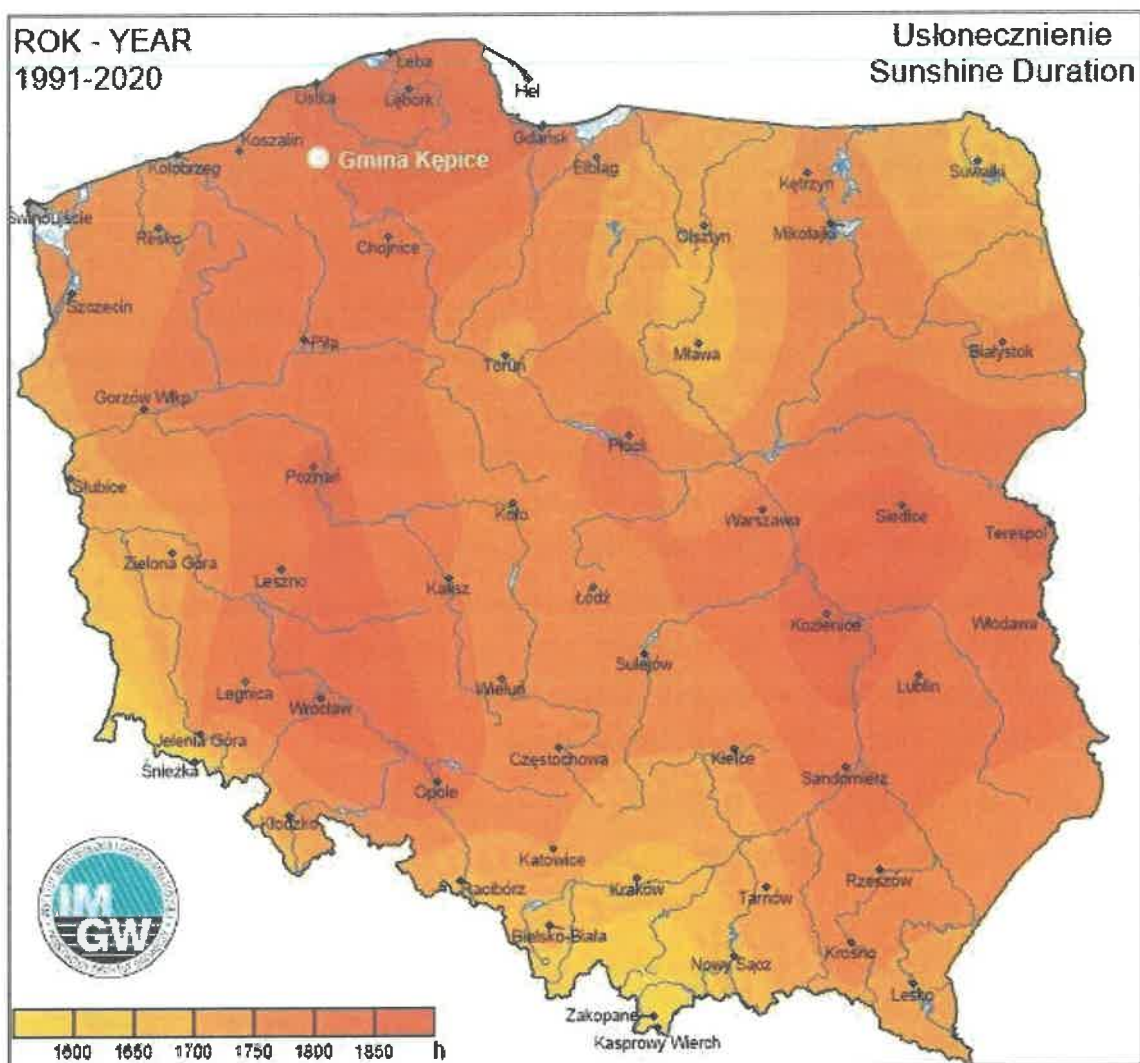 ROK - YEAR
1991-2020
Usłonecznienie
Sunshine Duration
Łeba
Hel
Ustka
Lębork
Gdańsk
Koszalin
Gmina Kępice
Kołobrzeg
Elbląg
Kętrzyn
Suwałki
Świnoujście
Resko
Chojnice
Olsztyn
Mikołajki
Szczecin
Piła
Toruń
Mława
Białystok
Gorzów Wlkp.
Płock
Słubice
Poznań
Koło
Warszawa
Siedlce
Terespol
Zielona Góra
Leszno
Kalisz
Łódź
Kozienice
Włodawa
Sulejów
Legnica
Wrocław
Wieluń
Lublin
Jelenia Góra
Śnieżka
Częstochowa
Kielce
Sandomierz
Opole
Kłodzko
Katowice
Racibórz
Kraków
Tarnów
Rzeszów
IM
GW
Bielsko-Biała
Nowy Sącz
Krosno
Lesko
Zakopane
Kasprowy Wierch
1600 1650 1700 1750 1800 1850 h